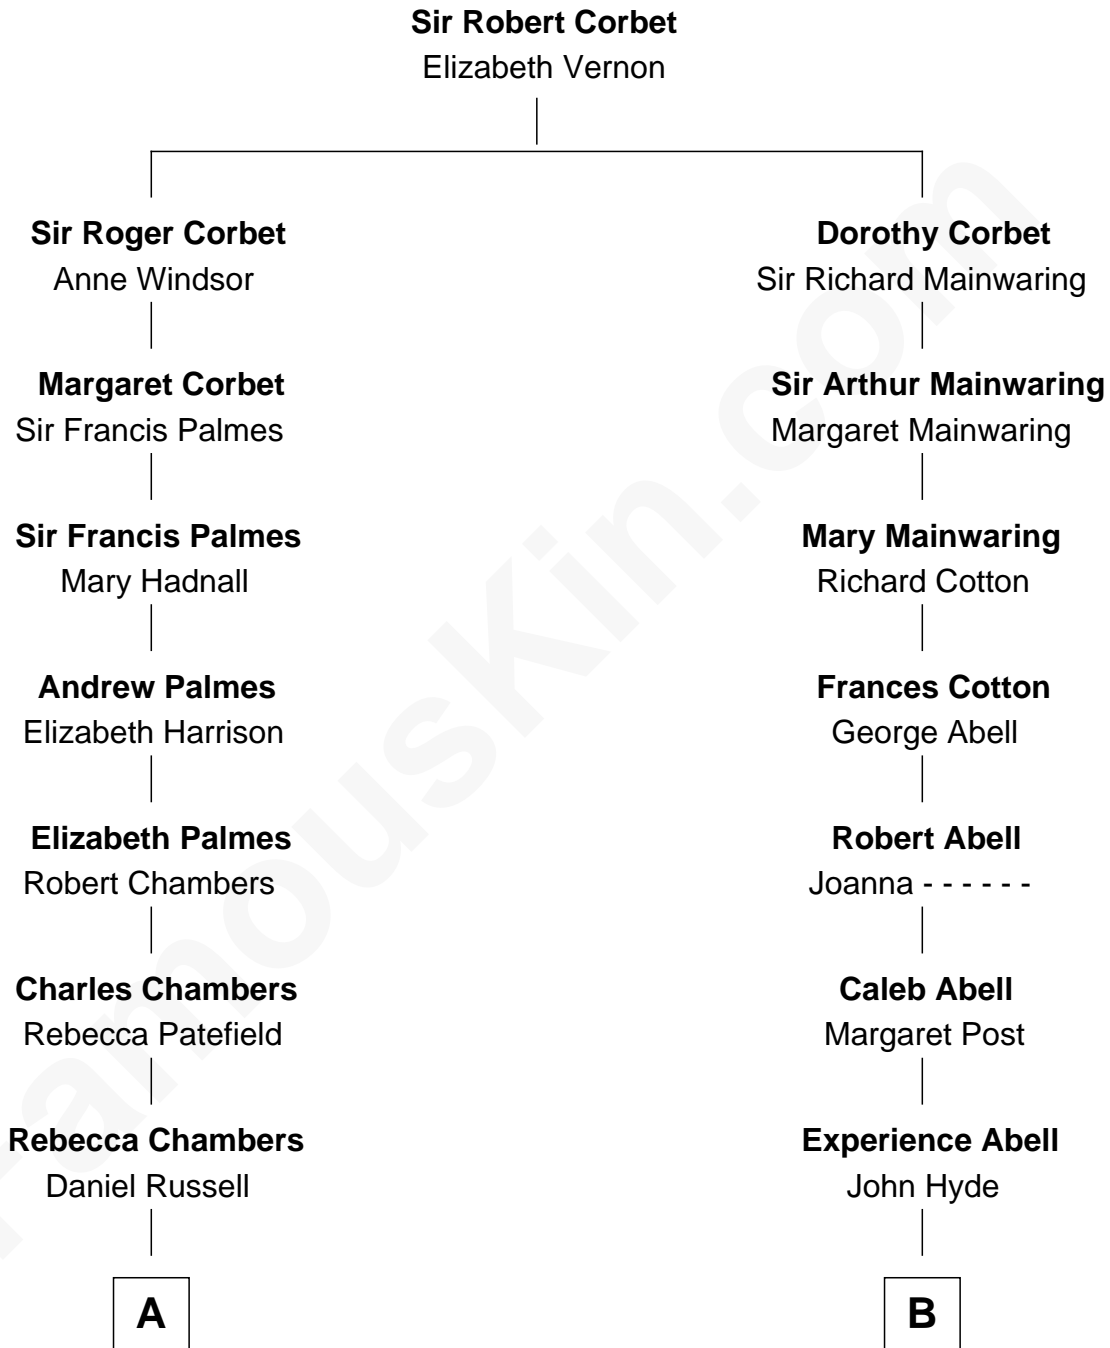 Sir Robert Corbet
Elizabeth Vernon
Sir Roger Corbet
Anne Windsor
Dorothy Corbet
Sir Richard Mainwaring
Margaret Corbet
Sir Francis Palmes
Sir Arthur Mainwaring
Margaret Mainwaring
Sir Francis Palmes
Mary Hadnall
Mary Mainwaring
Richard Cotton
Andrew Palmes
Elizabeth Harrison
Frances Cotton
George Abell
Elizabeth Palmes
Robert Chambers
Robert Abell
Joanna - - - - - -
Charles Chambers
Rebecca Patefield
Caleb Abell
Margaret Post
Rebecca Chambers
Daniel Russell
Experience Abell
John Hyde
A
B
FamousKin.com